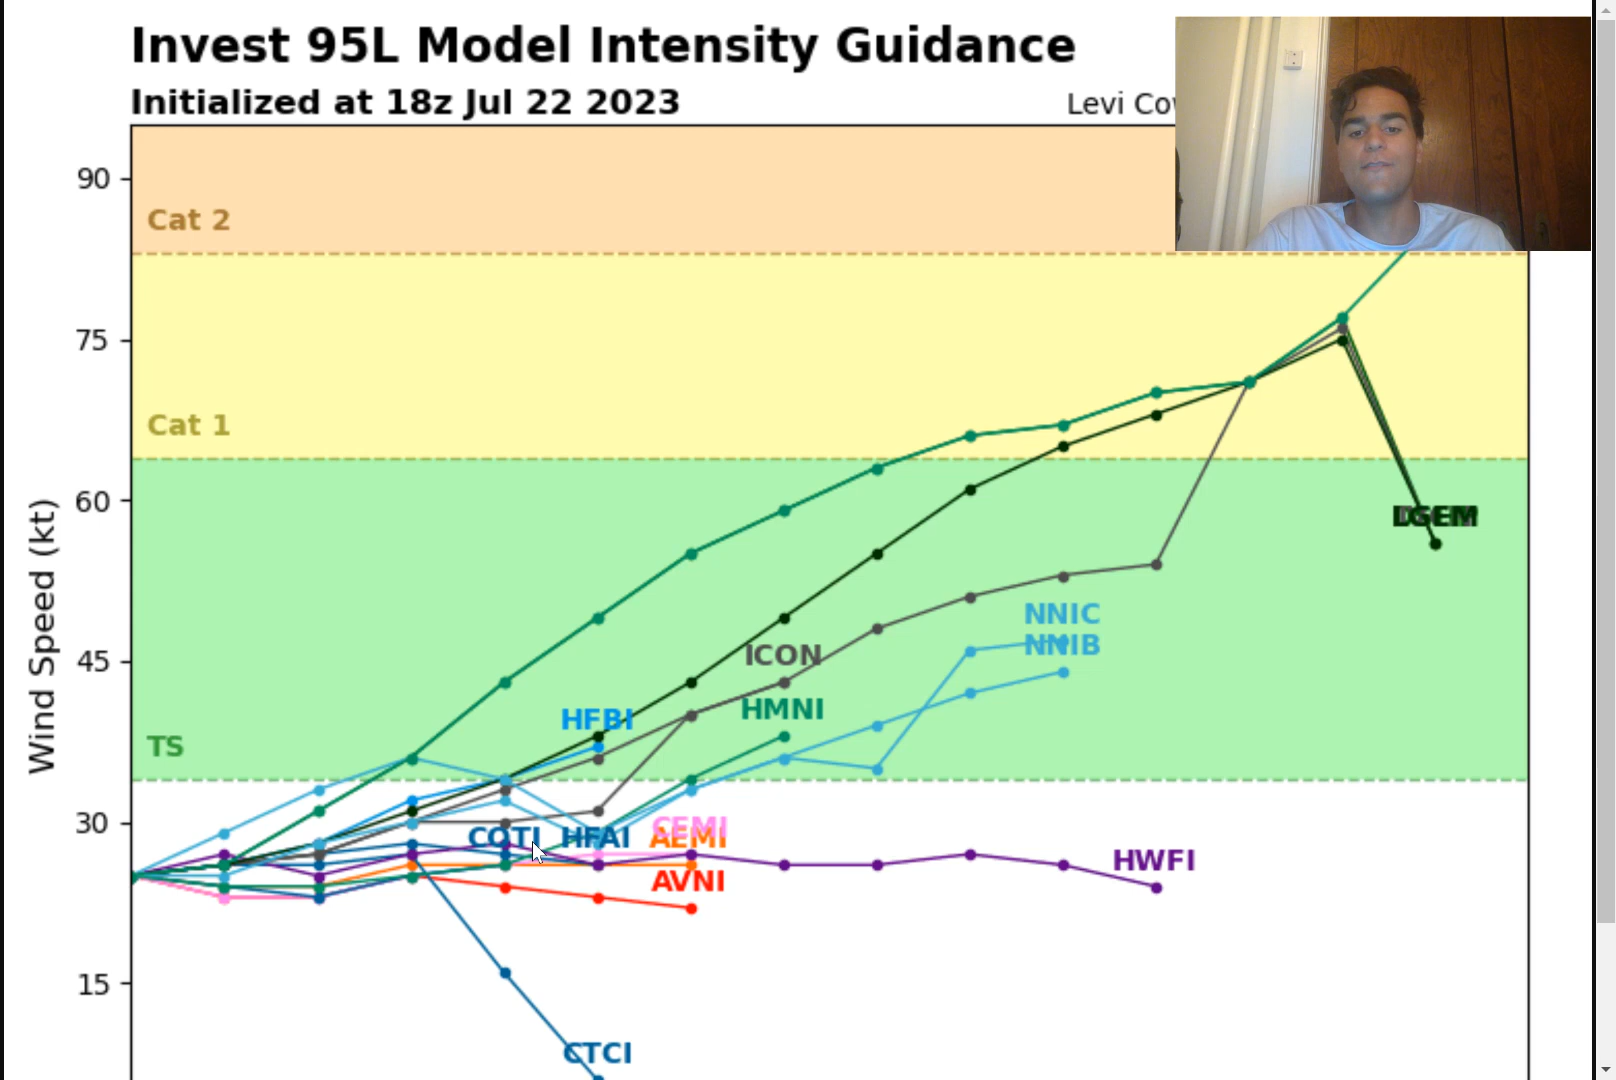 Invest 95L Model Intensity Guidance
Initialized at 18z Jul 22 2023
Levi
90
Cat 2
75
Cat 1
60
Wind Speed (kt)
NNIC
NNIB
45
ICON
HFBI
HMNI
TS
30
COTI
HFAI
CEMI
AEMI
HWFI
AVNI
15
CTCI